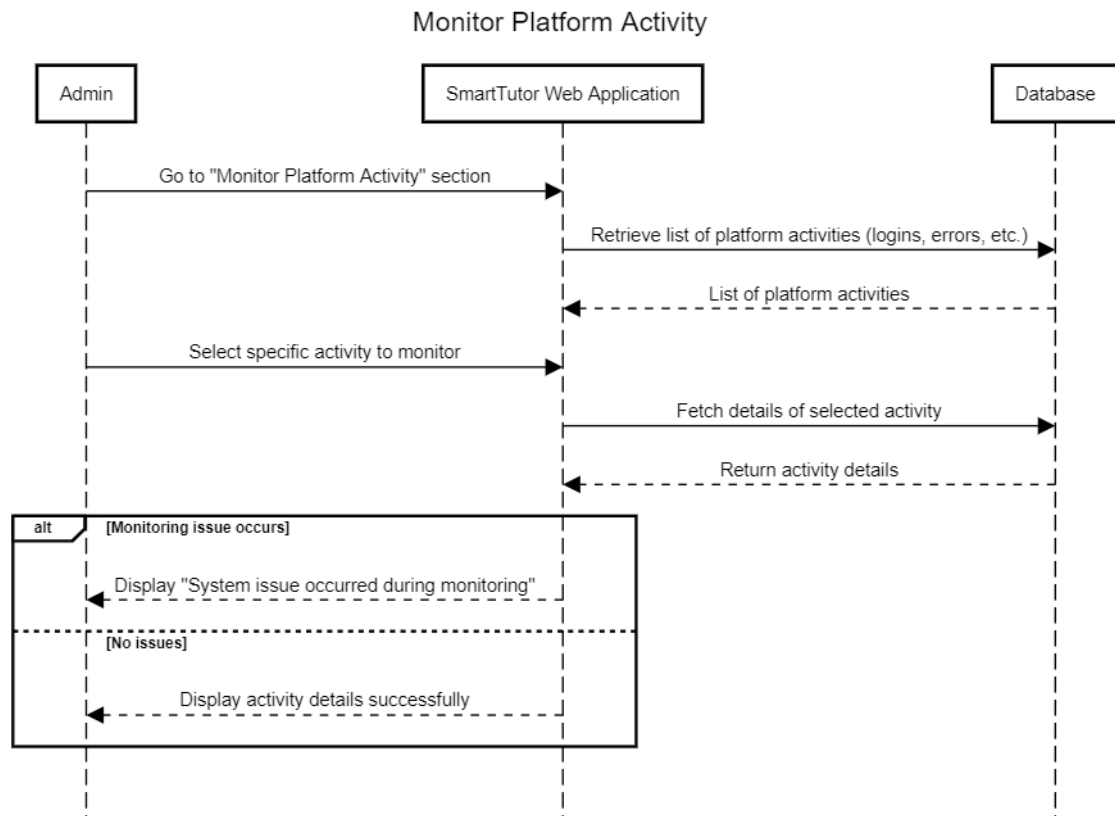 Monitor Platform Activity
Admin
SmartTutor Web Application
Database
Go to "Monitor Platform Activity" section
Retrieve list of platform activities (logins, errors, etc.)
List of platform activities
Select specific activity to monitor
Fetch details of selected activity
Return activity details
alt
[Monitoring issue occurs]
Display "System issue occurred during monitoring"
[No issues]
Display activity details successfully